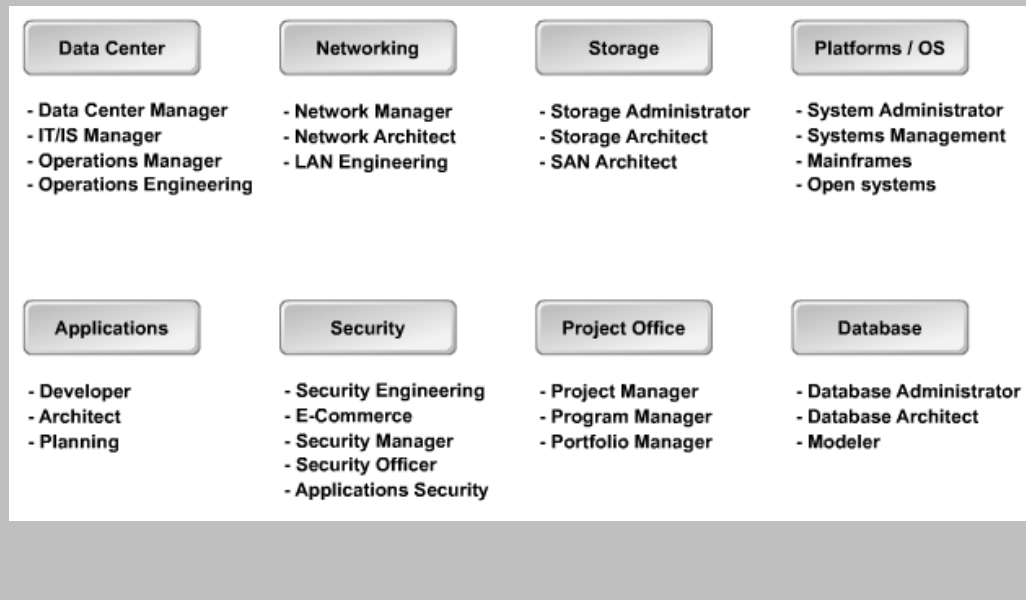 Data Center
- Data Center Manager
- IT/IS Manager
- Operations Manager
- Operations Engineering
Networking
- Network Manager
- Network Architect
- LAN Engineering
Storage
- Storage Administrator
- Storage Architect
- SAN Architect
Platforms / OS
- System Administrator
- Systems Management
- Mainframes
- Open systems
Applications
- Developer
- Architect
- Planning
Security
- Security Engineering
- E-Commerce
- Security Manager
- Security Officer
- Applications Security
Project Office
- Project Manager
- Program Manager
- Portfolio Manager
Database
- Database Administrator
- Database Architect
- Modeler